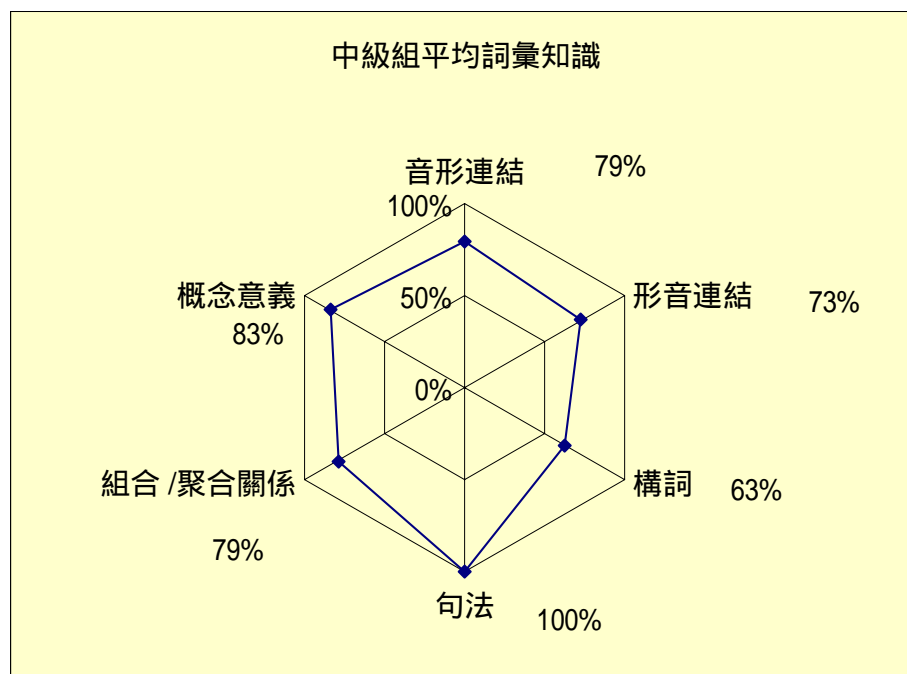 中級組平均詞彙知識
音形連結
79%
100%
概念意義
83%
50%
形音連結
73%
0%
組合 /聚合關係
79%
構詞
63%
句法
100%